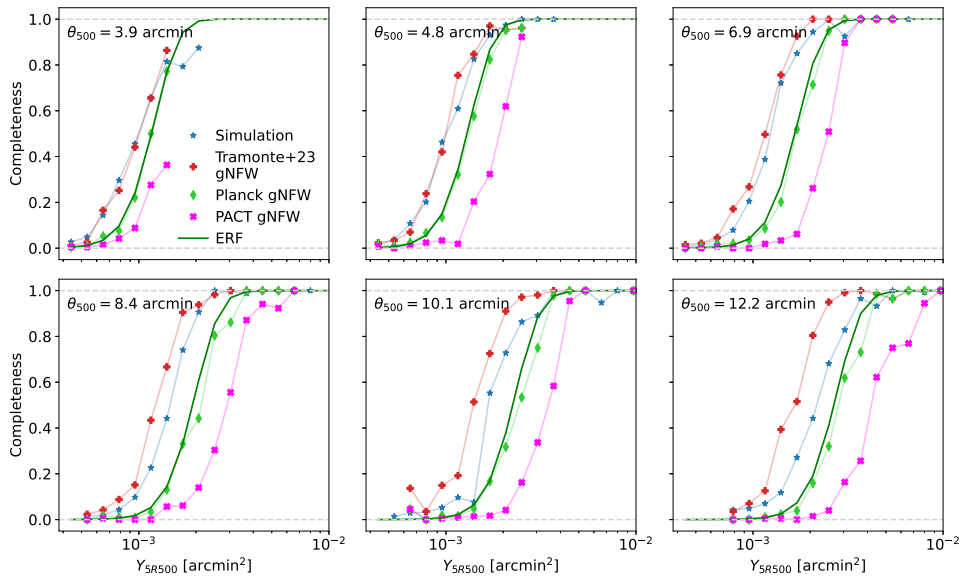 θ500 = 3.9 arcmin
θ500 = 4.8 arcmin
θ500 = 6.9 arcmin
Completeness
1.0
0.8
0.6
0.4
0.2
0.0
Simulation
Tramonte+23
gNFW
Planck gNFW
PACT gNFW
ERF
θ500 = 8.4 arcmin
θ500 = 10.1 arcmin
θ500 = 12.2 arcmin
Completeness
1.0
0.8
0.6
0.4
0.2
0.0
10−3
10−2
10−3
10−2
10−3
10−2
Y5R500 [arcmin2]
Y5R500 [arcmin2]
Y5R500 [arcmin2]